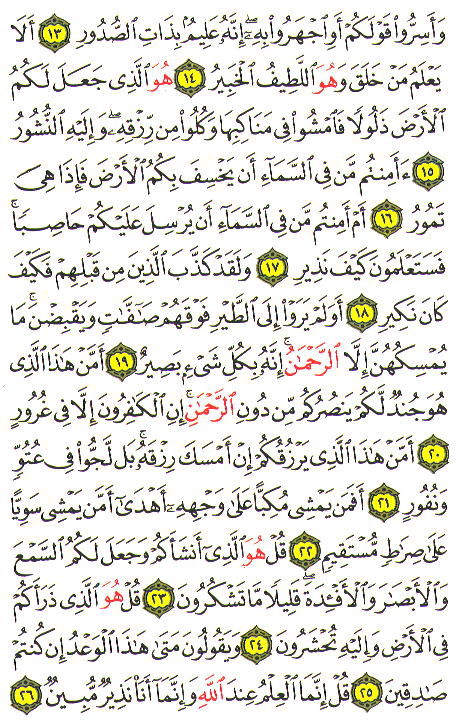 وَأَسِرُّوا۟ قَوْلَكُمْ أَوِ ٱجْهَرُوا۟ بِهِۦٓ ۖ إِنَّهُۥ عَلِيمٌۢ بِذَاتِ ٱلصُّدُورِ ١٣ أَلَا
يَعْلَمُ مَنْ خَلَقَ وَهُوَ ٱللَّطِيفُ ٱلْخَبِيرُ ١٤ هُوَ ٱلَّذِى جَعَلَ لَكُمُ
ٱلْأَرْضَ ذَلُولًا فَٱمْشُوا۟ فِى مَنَاكِبِهَا وَكُلُوا۟ مِن رِّزْقِهِۦ ۖ وَإِلَيْهِ ٱلنُّشُورُ
١٥ ءَأَمِنتُم مَّن فِى ٱلسَّمَآءِ أَن يَخْسِفَ بِكُمُ ٱلْأَرْضَ فَإِذَا هِىَ
تَمُورُ ١٦ أَمْ أَمِنتُم مَّن فِى ٱلسَّمَآءِ أَن يُرْسِلَ عَلَيْكُمْ حَاصِبًا ۖ
فَسَتَعْلَمُونَ كَيْفَ نَذِيرِ ١٧ وَلَقَدْ كَذَّبَ ٱلَّذِينَ مِن قَبْلِهِمْ فَكَيْفَ
كَانَ نَكِيرِ ١٨ أَوَلَمْ يَرَوْا۟ إِلَى ٱلطَّيْرِ فَوْقَهُمْ صَٰٓفَّٰتٍ وَيَقْبِضْنَ ۚ مَا
يُمْسِكُهُنَّ إِلَّا ٱلرَّحْمَٰنُ ۚ إِنَّهُۥ بِكُلِّ شَىْءٍۭ بَصِيرٌ ١٩ أَمَّنْ هَٰذَا ٱلَّذِى
هُوَ جُندٌ لَّكُمْ يَنصُرُكُم مِّن دُونِ ٱلرَّحْمَٰنِ ۚ إِنِ ٱلْكَٰفِرُونَ إِلَّا فِى غُرُورٍ
٢٠ أَمَّنْ هَٰذَا ٱلَّذِى يَرْزُقُكُمْ إِنْ أَمْسَكَ رِزْقَهُۥ ۚ بَل لَّجُّوا۟ فِى عُتُوٍّ
وَنُفُورٍ ٢١ أَفَمَن يَمْشِى مُكِبًّا عَلَىٰ وَجْهِهِۦٓ أَهْدَىٰٓ أَمَّن يَمْشِى سَوِيًّا
عَلَىٰ صِرَٰطٍ مُّسْتَقِيمٍ ٢٢ قُلْ هُوَ ٱلَّذِىٓ أَنشَأَكُمْ وَجَعَلَ لَكُمُ ٱلسَّمْعَ
وَٱلْأَبْصَٰرَ وَٱلْأَفْـِٔدَةَ ۖ قَلِيلًا مَّا تَشْكُرُونَ ٢٣ قُلْ هُوَ ٱلَّذِى ذَرَأَكُمْ
فِى ٱلْأَرْضِ وَإِلَيْهِ تُحْشَرُونَ ٢٤ وَيَقُولُونَ مَتَىٰ هَٰذَا ٱلْوَعْدُ إِن كُنتُمْ
صَٰدِقِينَ ٢٥ قُلْ إِنَّمَا ٱلْعِلْمُ عِندَ ٱللَّهِ وَإِنَّمَآ أَنَا۠ نَذِيرٌ مُّبِينٌ ٢٦